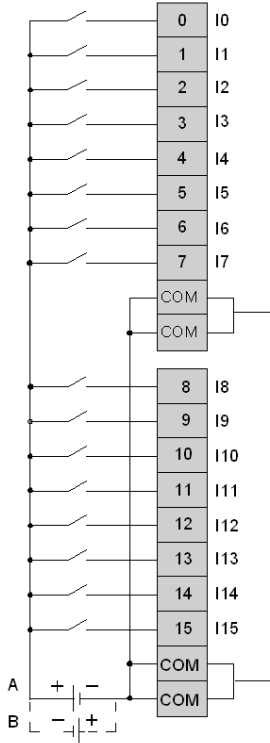 0 I0
1 I1
2 I2
3 I3
4 I4
5 I5
6 I6
7 I7
COM
COM
8 I8
9 I9
10 I10
11 I11
12 I12
13 I13
14 I14
15 I15
COM
A + − COM
B − +